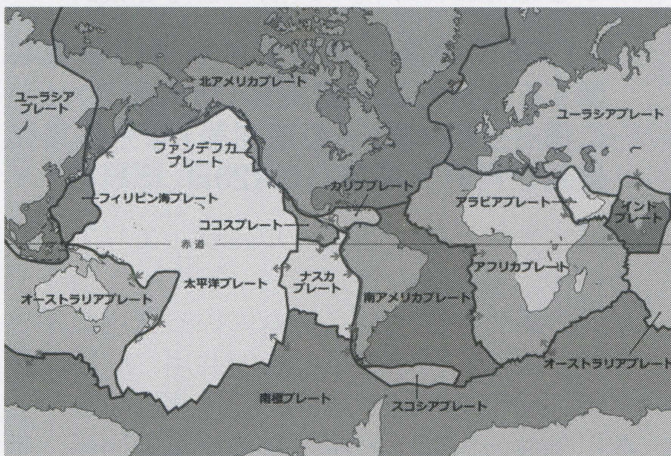 北アメリカプレート
ユーラシア
プレート
ユーラシアプレート
ファンデフカ
プレート
カリブプレート
フィリピン海プレート
アラビアプレート
インド
プレート
ココスプレート
赤道
オーストラリアプレート
太平洋プレート
ナスカ
プレート
南アメリカプレート
アフリカプレート
オーストラリアプレート
南極プレート
スコシアプレート